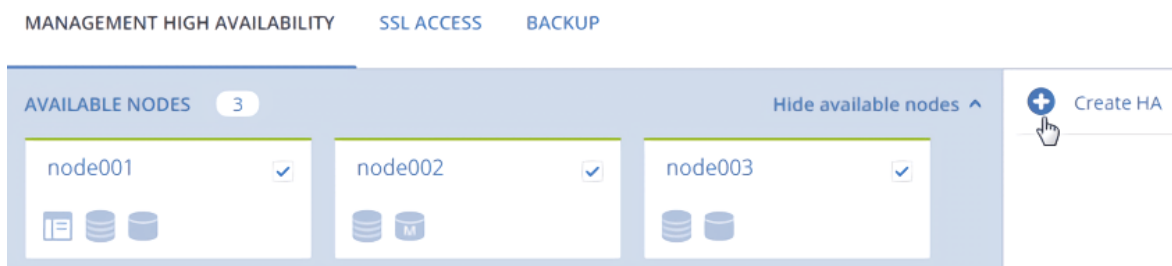 MANAGEMENT HIGH AVAILABILITY SSL ACCESS BACKUP
AVAILABLE NODES 3 Hide available nodes Create HA
node001 node002 node003
M